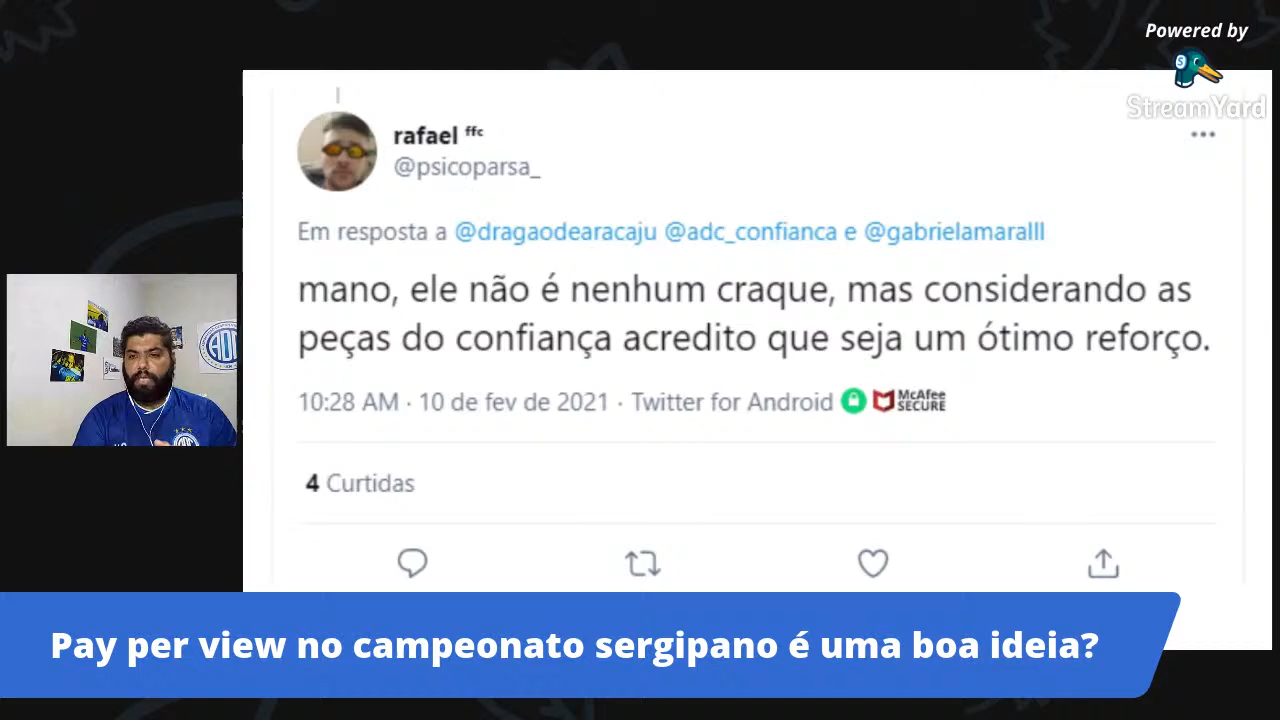 Powered by
StreamYard
rafael ᶠᶠᶜ
@psicoparsa_
Em resposta a @dragaodearacaju @adc_confianca e @gabrielamaralll
mano, ele não é nenhum craque, mas considerando as
peças do confiança acredito que seja um ótimo reforço.
10:28 AM · 10 de fev de 2021 · Twitter for Android McAfee
SECURE
4 Curtidas
Pay per view no campeonato sergipano é uma boa ideia?